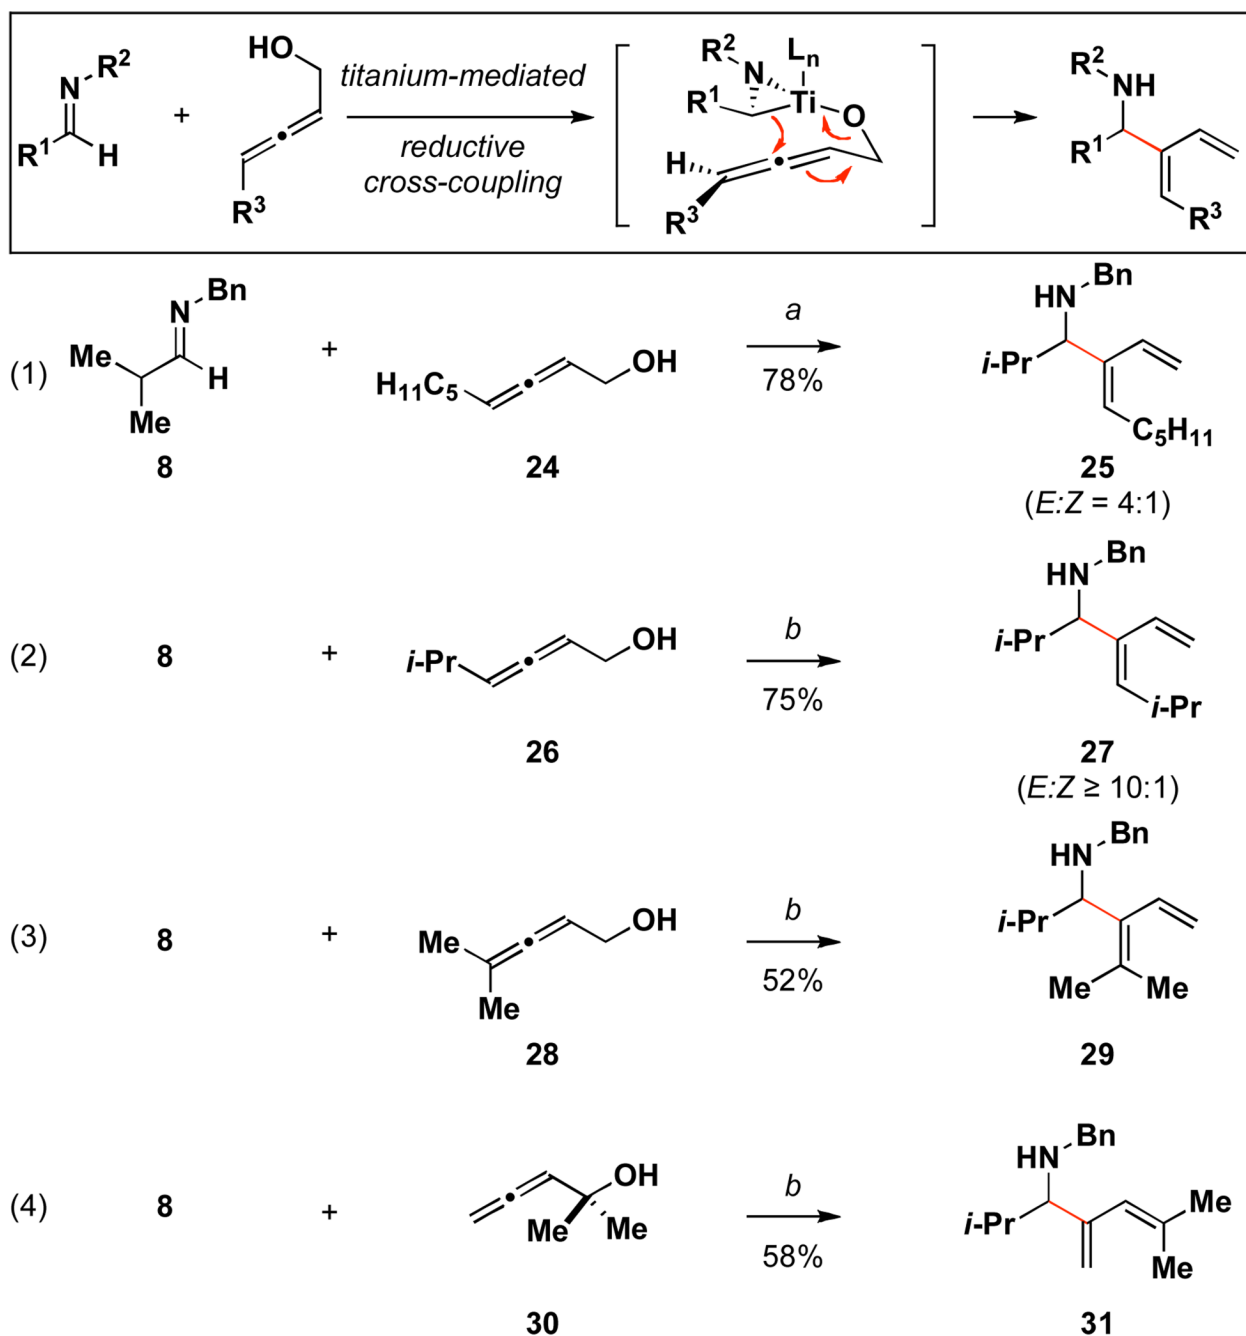 HO
N R²
R¹ H
+
R³
titanium-mediated
reductive
cross-coupling
R² N Lₙ
R¹ Ti O
H
R³
R² NH
R¹
R³
(1)
N Bn
Me H
Me
8
+
H₁₁C₅ OH
24
a
78%
HN Bn
i-Pr
C₅H₁₁
25
(E:Z = 4:1)
(2)
8
+
i-Pr OH
26
b
75%
HN Bn
i-Pr
i-Pr
27
(E:Z ≥ 10:1)
(3)
8
+
Me OH
Me
28
b
52%
HN Bn
i-Pr
Me Me
29
(4)
8
+
OH
Me Me
30
b
58%
HN Bn
i-Pr Me
Me
31